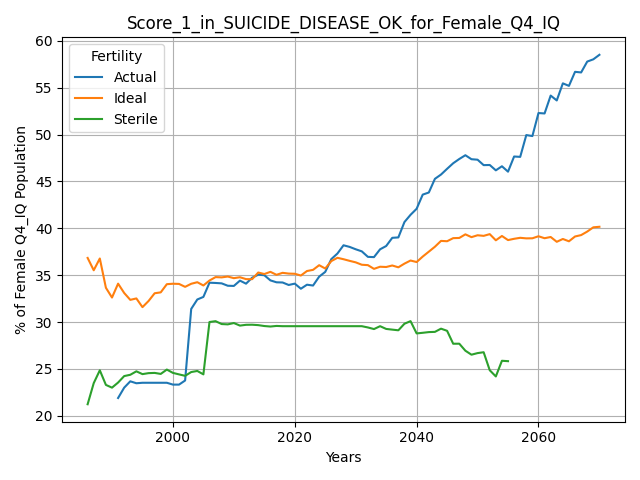 Score_1_in_SUICIDE_DISEASE_OK_for_Female_Q4_IQ
Fertility
Actual
Ideal
Sterile
% of Female Q4_IQ Population
60
55
50
45
40
35
30
25
20
2000
2020
2040
2060
Years